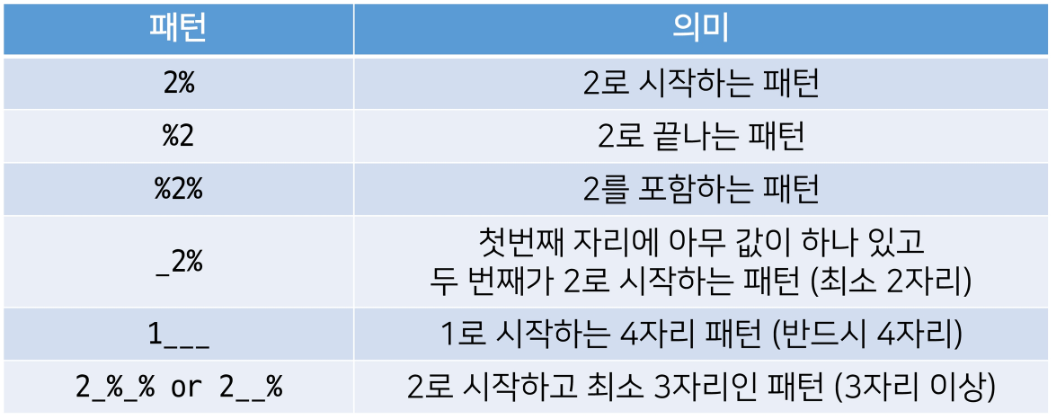 패턴 의미
2% 2로 시작하는 패턴
%2 2로 끝나는 패턴
%2% 2를 포함하는 패턴
_2% 첫번째 자리에 아무 값이 하나 있고
두 번째가 2로 시작하는 패턴 (최소 2자리)
1___ 1로 시작하는 4자리 패턴 (반드시 4자리)
2_%_% or 2__% 2로 시작하고 최소 3자리인 패턴 (3자리 이상)